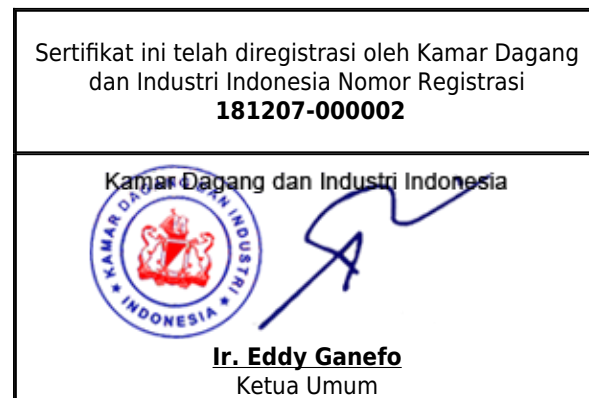 Sertifikat ini telah diregistrasi oleh Kamar Dagang
dan Industri Indonesia Nomor Registrasi
181207-000002
Kamar Dagang dan Industri Indonesia
KAMAR DAGANG DAN INDUSTRI
INDONESIA
Ir. Eddy Ganefo
Ketua Umum